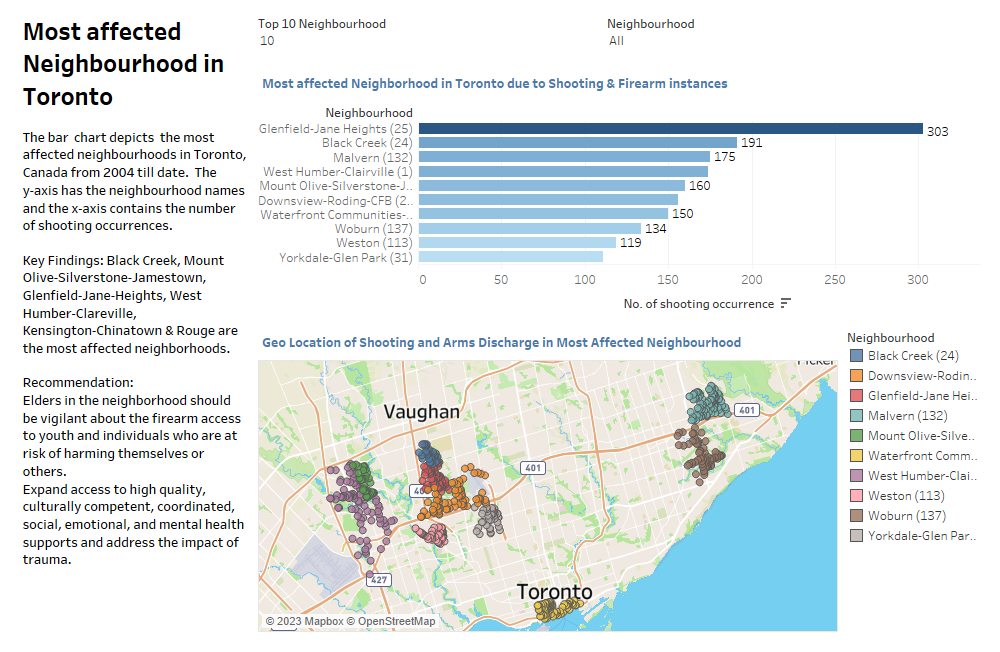 Most affected
Neighbourhood in
Toronto
The bar chart depicts the most
affected neighbourhoods in Toronto,
Canada from 2004 till date. The
y-axis has the neighbourhood names
and the x-axis contains the number
of shooting occurrences.
Key Findings: Black Creek, Mount
Olive-Silverstone-Jamestown,
Glenfield-Jane-Heights, West
Humber-Clareville,
Kensington-Chinatown & Rouge are
the most affected neighborhoods.
Recommendation:
Elders in the neighborhood should
be vigilant about the firearm access
to youth and individuals who are at
risk of harming themselves or
others.
Expand access to high quality,
culturally competent, coordinated,
social, emotional, and mental health
supports and address the impact of
trauma.
Top 10 Neighbourhood
10
Neighbourhood
All
Most affected Neighborhood in Toronto due to Shooting & Firearm instances
Neighbourhood
Glenfield-Jane Heights (25) 303
Black Creek (24) 191
Malvern (132) 175
West Humber-Clairville (1)
Mount Olive-Silverstone-J.. 160
Downsview-Roding-CFB (2..
Waterfront Communities-.. 150
Woburn (137) 134
Weston (113) 119
Yorkdale-Glen Park (31)
0 50 100 150 200 250 300
No. of shooting occurrence
Geo Location of Shooting and Arms Discharge in Most Affected Neighbourhood
Vaughan
401
401
427
Toronto
© 2023 Mapbox © OpenStreetMap
Neighbourhood
Black Creek (24)
Downsview-Rodin..
Glenfield-Jane Hei..
Malvern (132)
Mount Olive-Silve..
Waterfront Comm..
West Humber-Clai..
Weston (113)
Woburn (137)
Yorkdale-Glen Par..